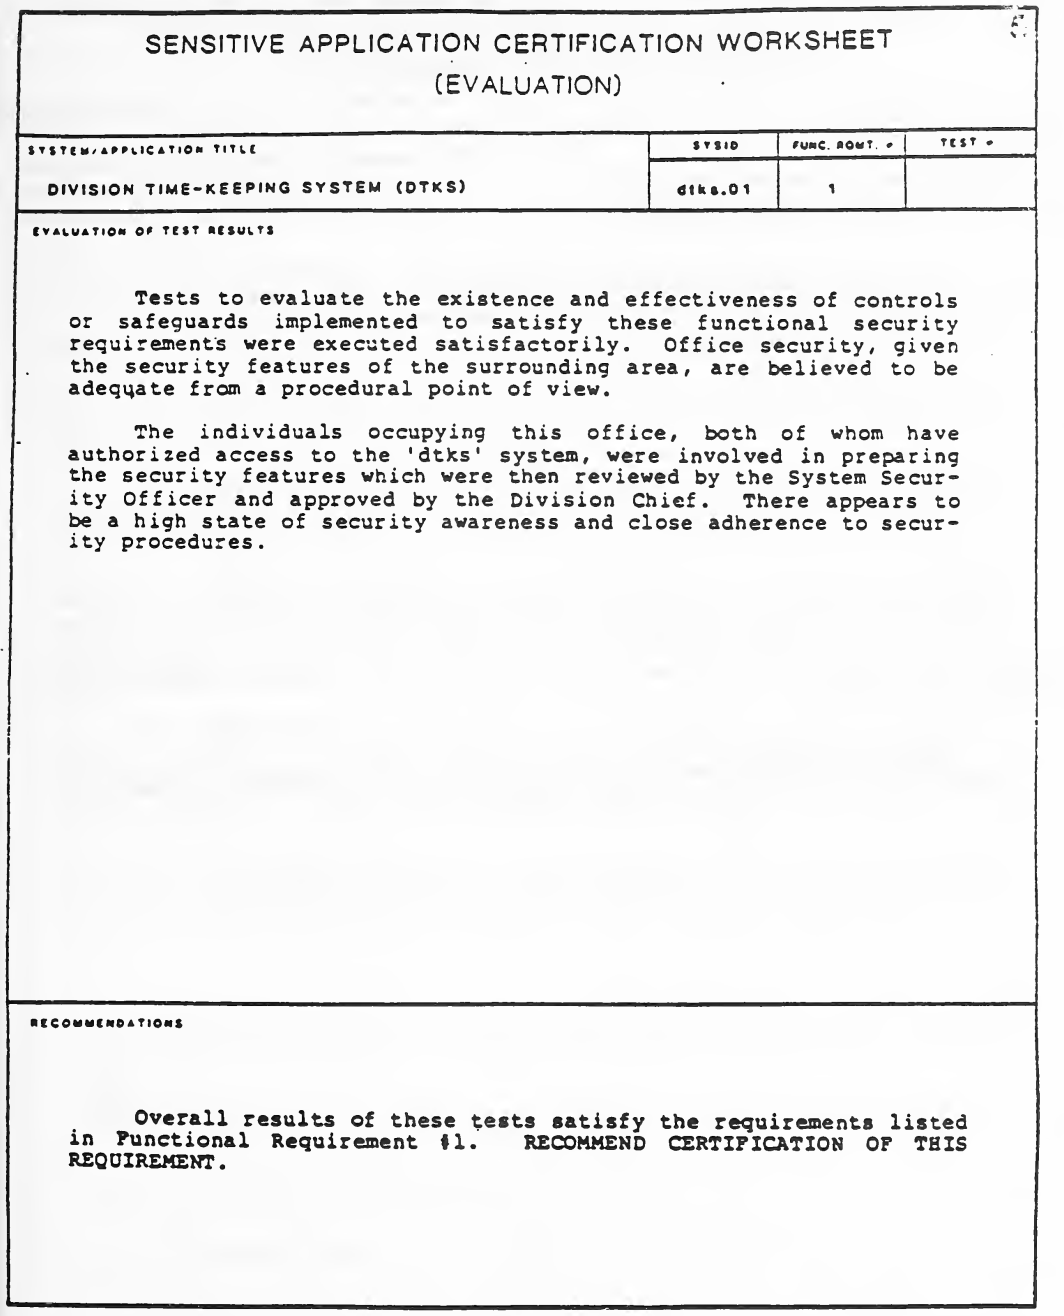 SENSITIVE APPLICATION CERTIFICATION WORKSHEET
(EVALUATION)
SYSTEM/APPLICATION TITLE
SYSID
FUNC. RQMT. #
TEST #
DIVISION TIME-KEEPING SYSTEM (DTKS)
dtks.01
1
EVALUATION OF TEST RESULTS
Tests to evaluate the existence and effectiveness of controls
or safeguards implemented to satisfy these functional security
requirements were executed satisfactorily. Office security, given
the security features of the surrounding area, are believed to be
adequate from a procedural point of view.
The individuals occupying this office, both of whom have
authorized access to the 'dtks' system, were involved in preparing
the security features which were then reviewed by the System Secur-
ity Officer and approved by the Division Chief. There appears to
be a high state of security awareness and close adherence to secur-
ity procedures.
RECOMMENDATIONS
Overall results of these tests satisfy the requirements listed
in Functional Requirement #1. RECOMMEND CERTIFICATION OF THIS
REQUIREMENT.